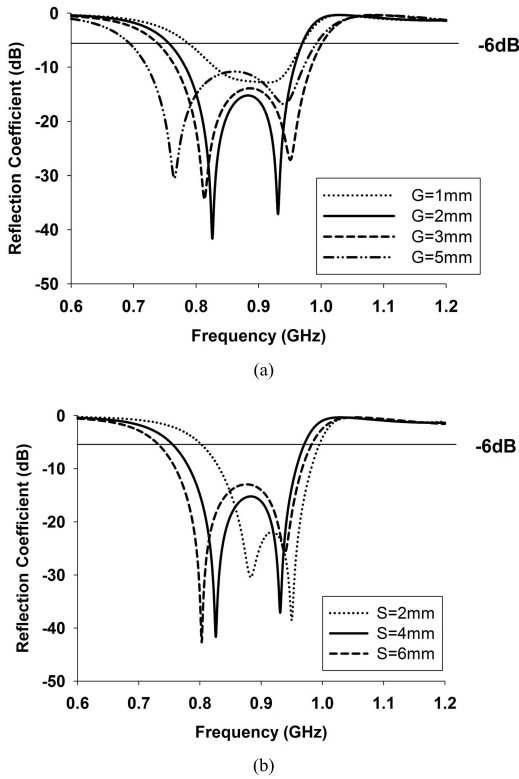 0
-10
-20
-30
-40
-50
Reflection Coefficient (dB)
-6dB
G=1mm
G=2mm
G=3mm
G=5mm
0.6 0.7 0.8 0.9 1.0 1.1 1.2
Frequency (GHz)
(a)
0
-10
-20
-30
-40
-50
Reflection Coefficient (dB)
-6dB
S=2mm
S=4mm
S=6mm
0.6 0.7 0.8 0.9 1.0 1.1 1.2
Frequency (GHz)
(b)